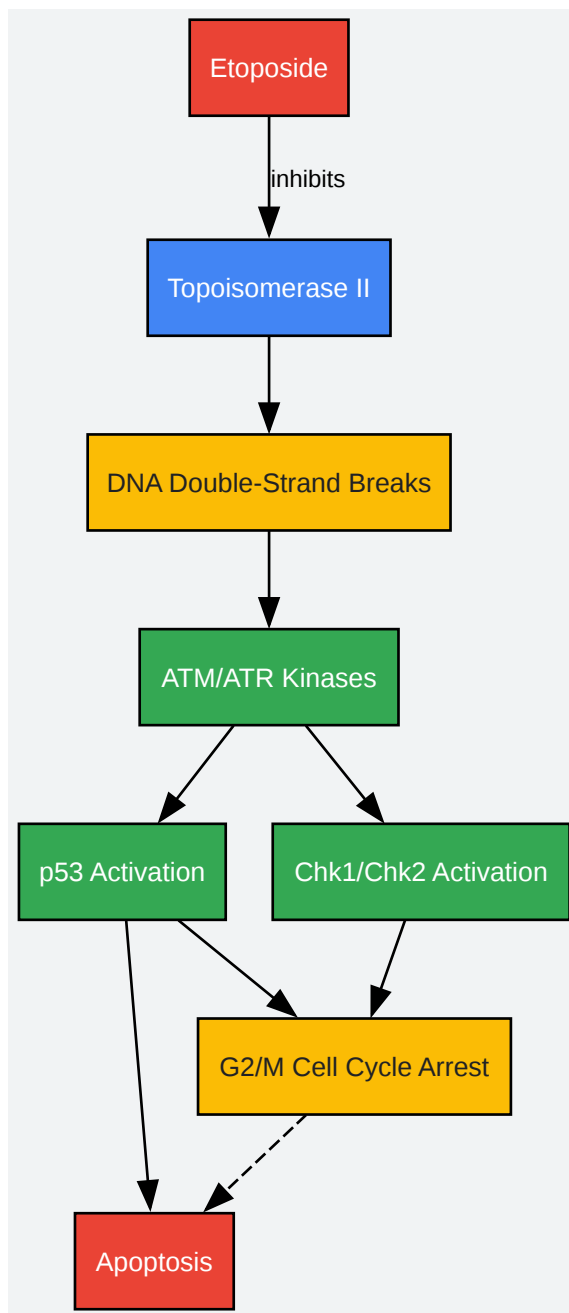 Etoposide
inhibits
Topoisomerase II
DNA Double-Strand Breaks
ATM/ATR Kinases
p53 Activation
Chk1/Chk2 Activation
G2/M Cell Cycle Arrest
Apoptosis